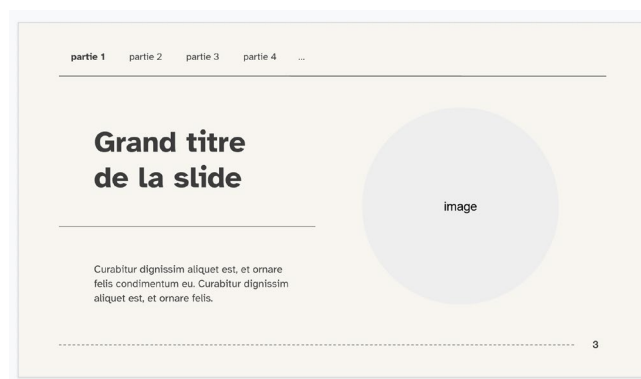 partie 1 partie 2 partie 3 partie 4 ...
Grand titre
de la slide
image
Curabitur dignissim aliquet est, et ornare
felis condimentum eu. Curabitur dignissim
aliquet est, et ornare felis.
3